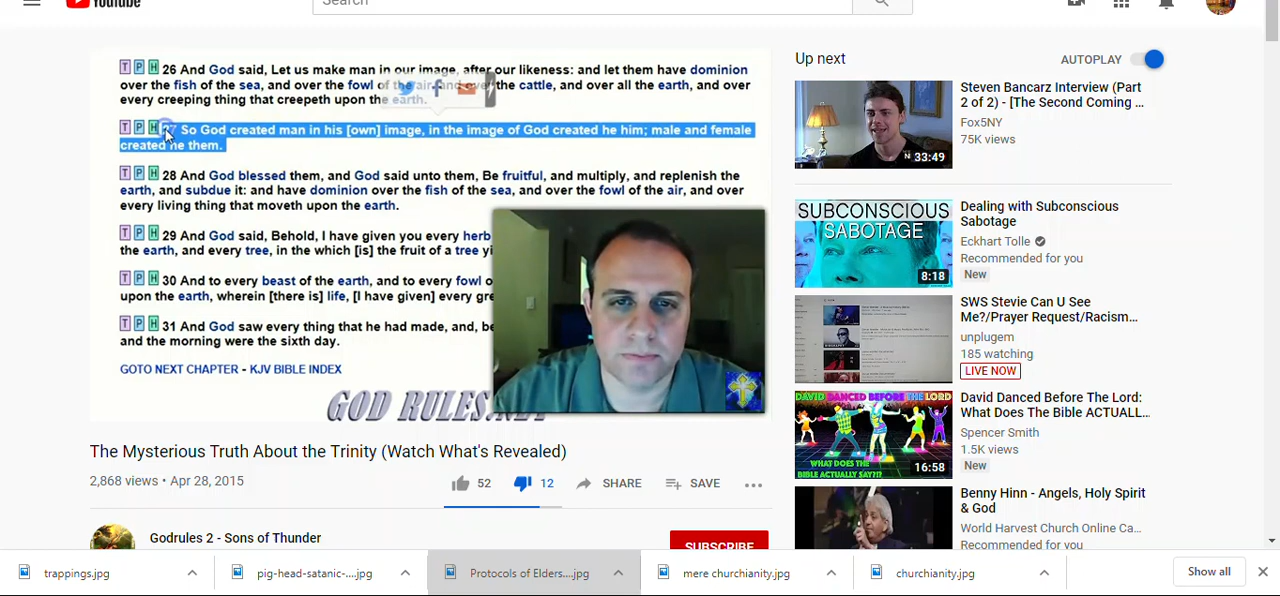 YouTube
Search
T P H 26 And God said, Let us make man in our image, after our likeness: and let them have dominion
over the fish of the sea, and over the fowl of the air, and over the cattle, and over all the earth, and over
every creeping thing that creepeth upon the earth.
T P H 27 So God created man in his [own] image, in the image of God created he him; male and female
created he them.
T P H 28 And God blessed them, and God said unto them, Be fruitful, and multiply, and replenish the
earth, and subdue it: and have dominion over the fish of the sea, and over the fowl of the air, and over
every living thing that moveth upon the earth.
T P H 29 And God said, Behold, I have given you every herb
the earth, and every tree, in the which [is] the fruit of a tree yi
T P H 30 And to every beast of the earth, and to every fowl o
upon the earth, wherein [there is] life, [I have given] every gre
T P H 31 And God saw every thing that he had made, and, be
and the morning were the sixth day.
GOTO NEXT CHAPTER - KJV BIBLE INDEX
GOD RULES.NET
The Mysterious Truth About the Trinity (Watch What's Revealed)
2,868 views • Apr 28, 2015
52
12
SHARE
SAVE
Godrules 2 - Sons of Thunder
SUBSCRIBE
Up next
AUTOPLAY
N 33:49
Steven Bancarz Interview (Part
2 of 2) - [The Second Coming ...
Fox5NY
75K views
SUBCONSCIOUS
SABOTAGE
8:18
Dealing with Subconscious
Sabotage
Eckhart Tolle
Recommended for you
New
SWS Stevie Can U See
Me?/Prayer Request/Racism...
unplugem
185 watching
LIVE NOW
DAVID DANCED BEFORE THE LORD:
WHAT DOES THE
BIBLE ACTUALLY SAY?!?
16:58
David Danced Before The Lord:
What Does The Bible ACTUALL...
Spencer Smith
1.5K views
New
Benny Hinn - Angels, Holy Spirit
& God
World Harvest Church Online Ca...
Recommended for you
trappings.jpg
pig-head-satanic-....jpg
Protocols of Elders....jpg
mere churchianity.jpg
churchianity.jpg
Show all